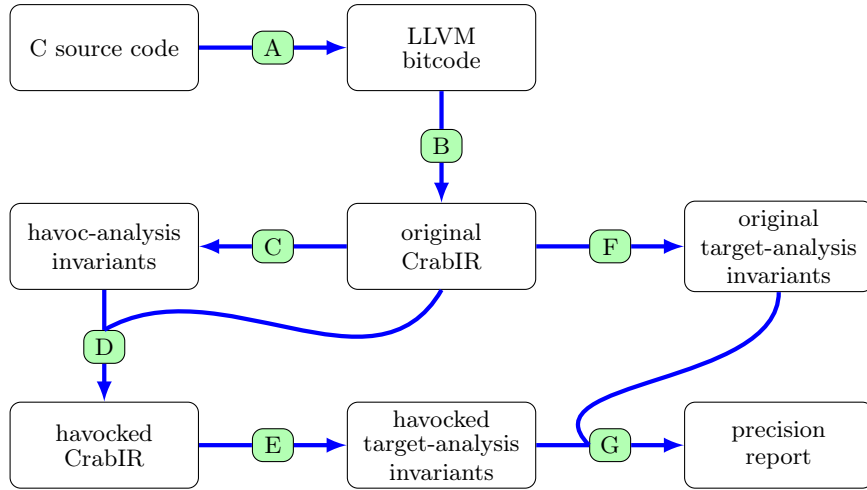 C source code
A
LLVM
bitcode
B
havoc-analysis
invariants
C
original
CrabIR
F
original
target-analysis
invariants
D
havocked
CrabIR
E
havocked
target-analysis
invariants
G
precision
report